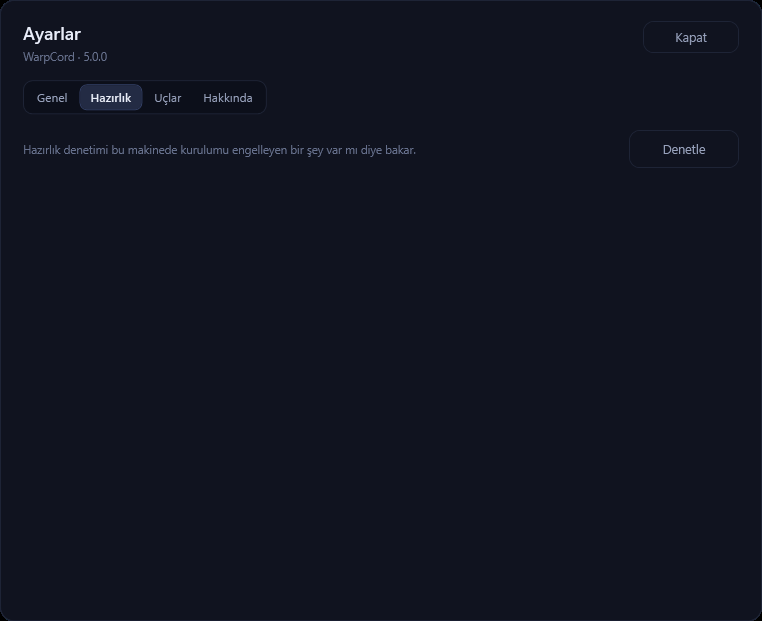 Ayarlar
WarpCord · 5.0.0
Kapat
Genel Hazırlık Uçlar Hakkında
Hazırlık denetimi bu makinede kurulumu engelleyen bir şey var mı diye bakar.
Denetle